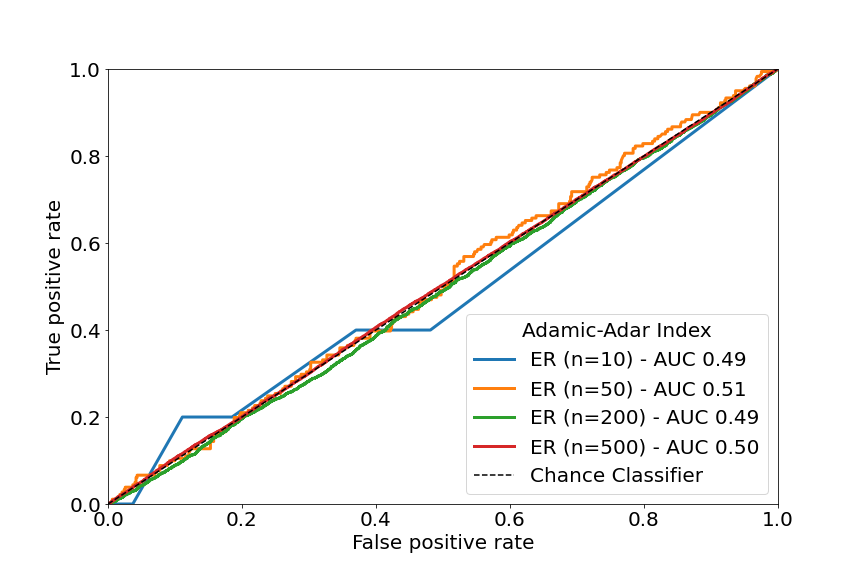 1.0
0.8
0.6
0.4
0.2
0.0
True positive rate
Adamic-Adar Index
ER (n=10) - AUC 0.49
ER (n=50) - AUC 0.51
ER (n=200) - AUC 0.49
ER (n=500) - AUC 0.50
Chance Classifier
0.0 0.2 0.4 0.6 0.8 1.0
False positive rate